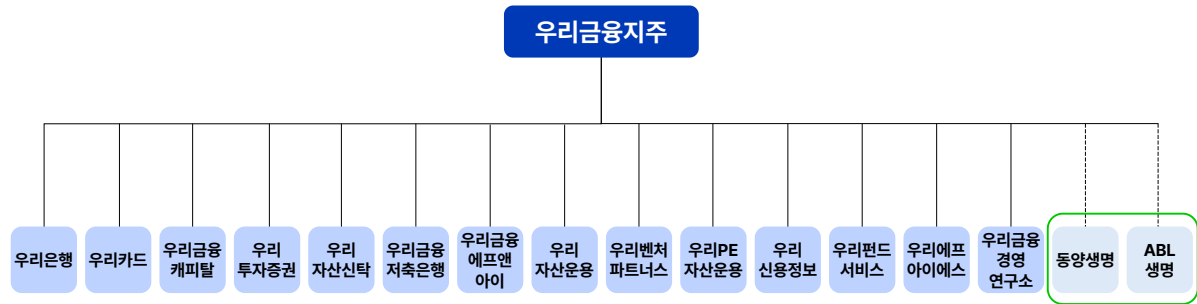 우리금융지주
우리은행
우리카드
우리금융
캐피탈
우리
투자증권
우리
자산신탁
우리금융
저축은행
우리금융
에프앤
아이
우리
자산운용
우리벤처
파트너스
우리PE
자산운용
우리
신용정보
우리펀드
서비스
우리에프
아이에스
우리금융
경영
연구소
동양생명
ABL
생명